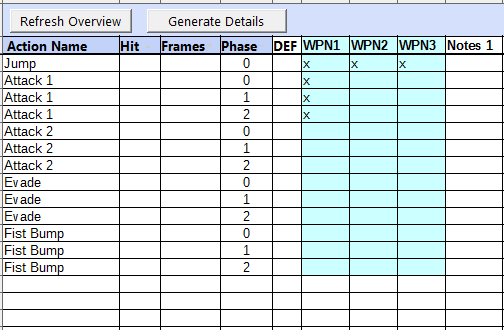 Refresh Overview Generate Details
Action Name Hit Frames Phase DEF WPN1 WPN2 WPN3 Notes 1
Jump 0 x x x
Attack 1 0 x
Attack 1 1 x
Attack 1 2 x
Attack 2 0
Attack 2 1
Attack 2 2
Evade 0
Evade 1
Evade 2
Fist Bump 0
Fist Bump 1
Fist Bump 2